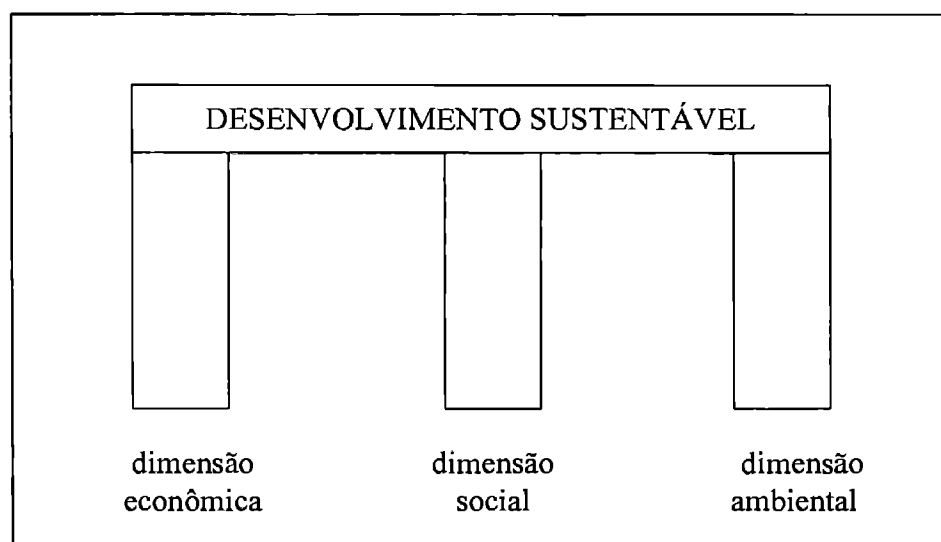 DESENVOLVIMENTO SUSTENTÁVEL
dimensão econômica
dimensão social
dimensão ambiental